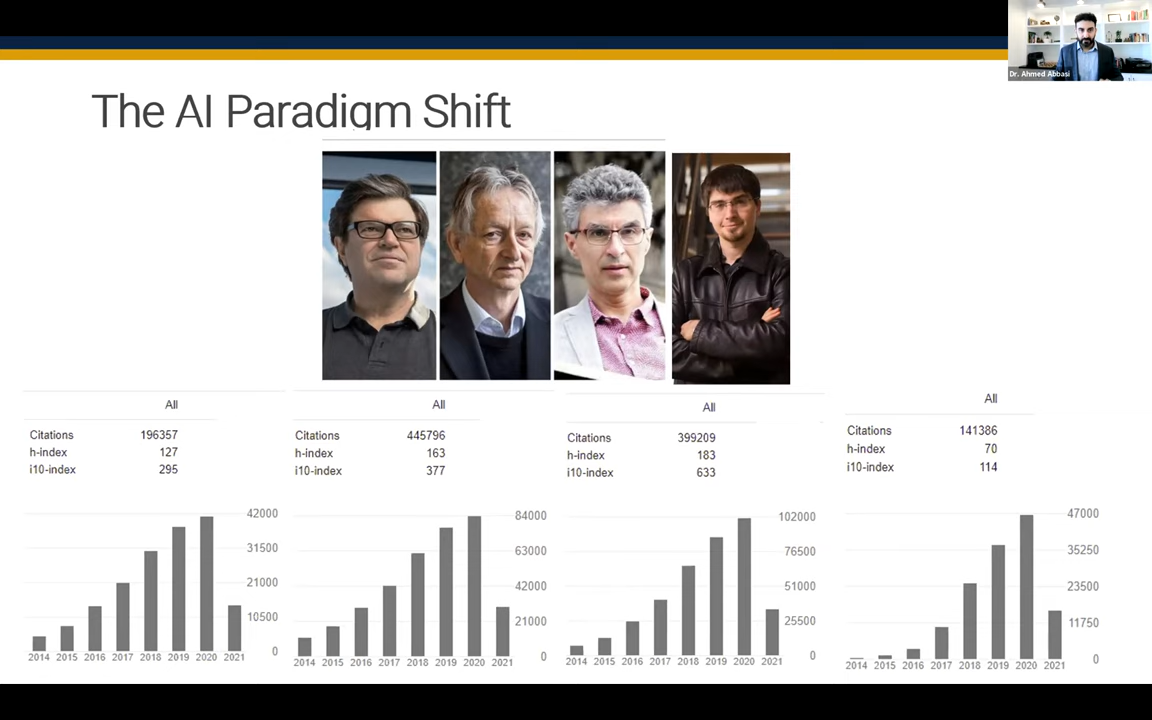 Dr. Ahmed Abbasi
The AI Paradigm Shift
All
Citations 196357
h-index 127
i10-index 295
42000
31500
21000
10500
0
2014 2015 2016 2017 2018 2019 2020 2021
All
Citations 445796
h-index 163
i10-index 377
84000
63000
42000
21000
0
2014 2015 2016 2017 2018 2019 2020 2021
All
Citations 399209
h-index 183
i10-index 633
102000
76500
51000
25500
0
2014 2015 2016 2017 2018 2019 2020 2021
All
Citations 141386
h-index 70
i10-index 114
47000
35250
23500
11750
0
2014 2015 2016 2017 2018 2019 2020 2021